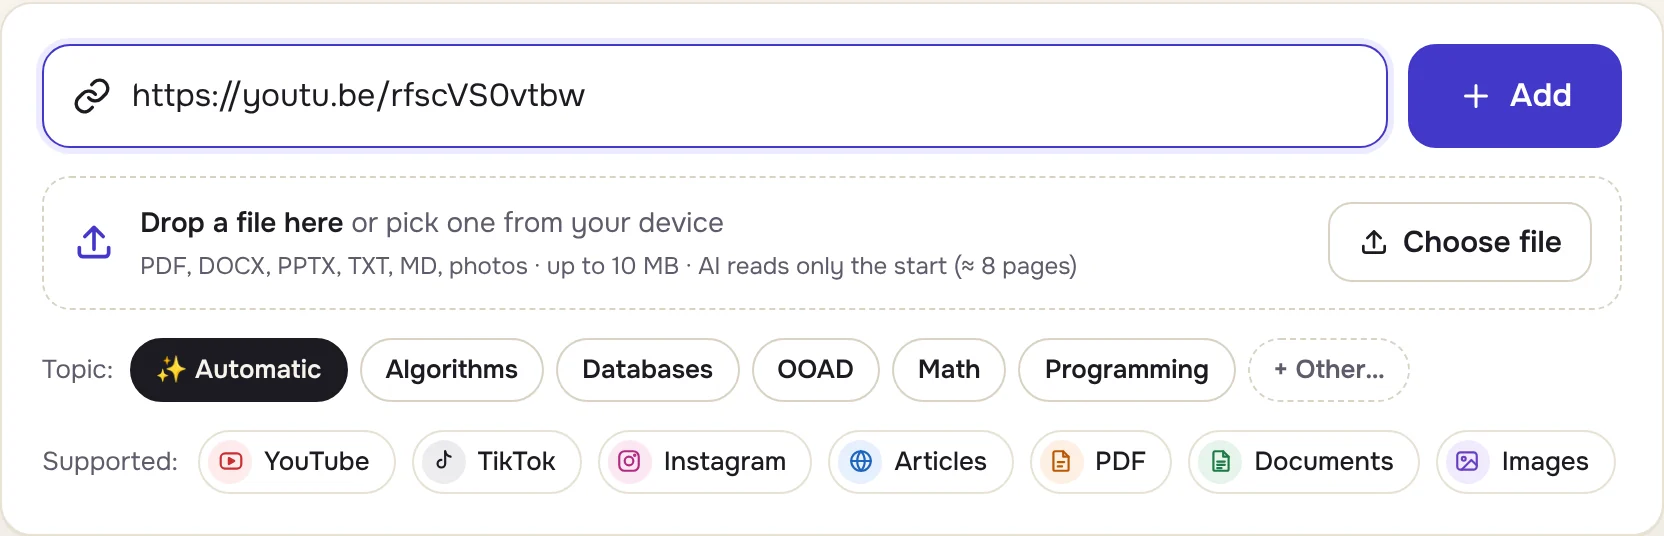 https://youtu.be/rfscVS0vtbw
+ Add
Drop a file here or pick one from your device
PDF, DOCX, PPTX, TXT, MD, photos · up to 10 MB · AI reads only the start (≈ 8 pages)
Choose file
Topic: ✨ Automatic Algorithms Databases OOAD Math Programming + Other...
Supported: YouTube TikTok Instagram Articles PDF Documents Images